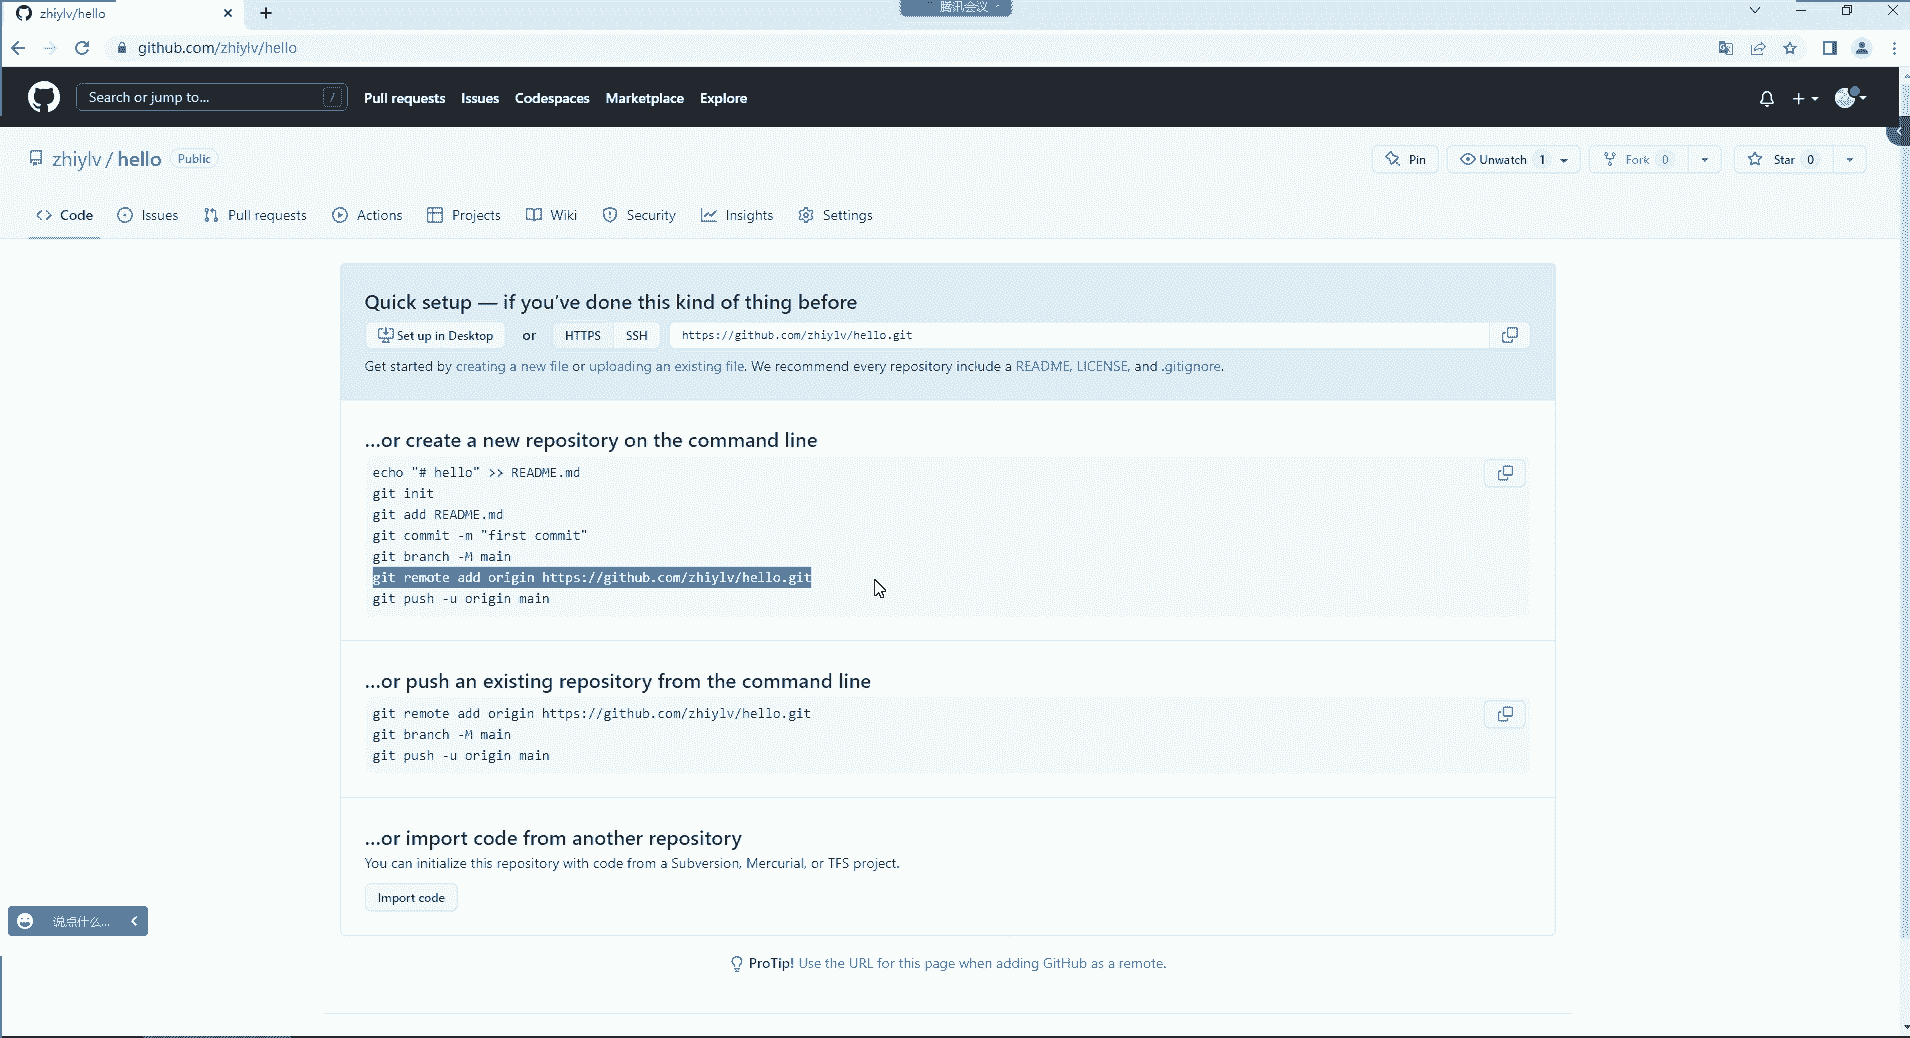 zhiylv/hello
腾讯会议
github.com/zhiylv/hello
Search or jump to... /
Pull requests Issues Codespaces Marketplace Explore
zhiylv / hello Public
Pin Unwatch 1 Fork 0 Star 0
Code Issues Pull requests Actions Projects Wiki Security Insights Settings
Quick setup — if you’ve done this kind of thing before
Set up in Desktop or HTTPS SSH https://github.com/zhiylv/hello.git
Get started by creating a new file or uploading an existing file. We recommend every repository include a README, LICENSE, and .gitignore.
…or create a new repository on the command line
echo "# hello" >> README.md
git init
git add README.md
git commit -m "first commit"
git branch -M main
git remote add origin https://github.com/zhiylv/hello.git
git push -u origin main
…or push an existing repository from the command line
git remote add origin https://github.com/zhiylv/hello.git
git branch -M main
git push -u origin main
…or import code from another repository
You can initialize this repository with code from a Subversion, Mercurial, or TFS project.
Import code
说点什么...
ProTip! Use the URL for this page when adding GitHub as a remote.